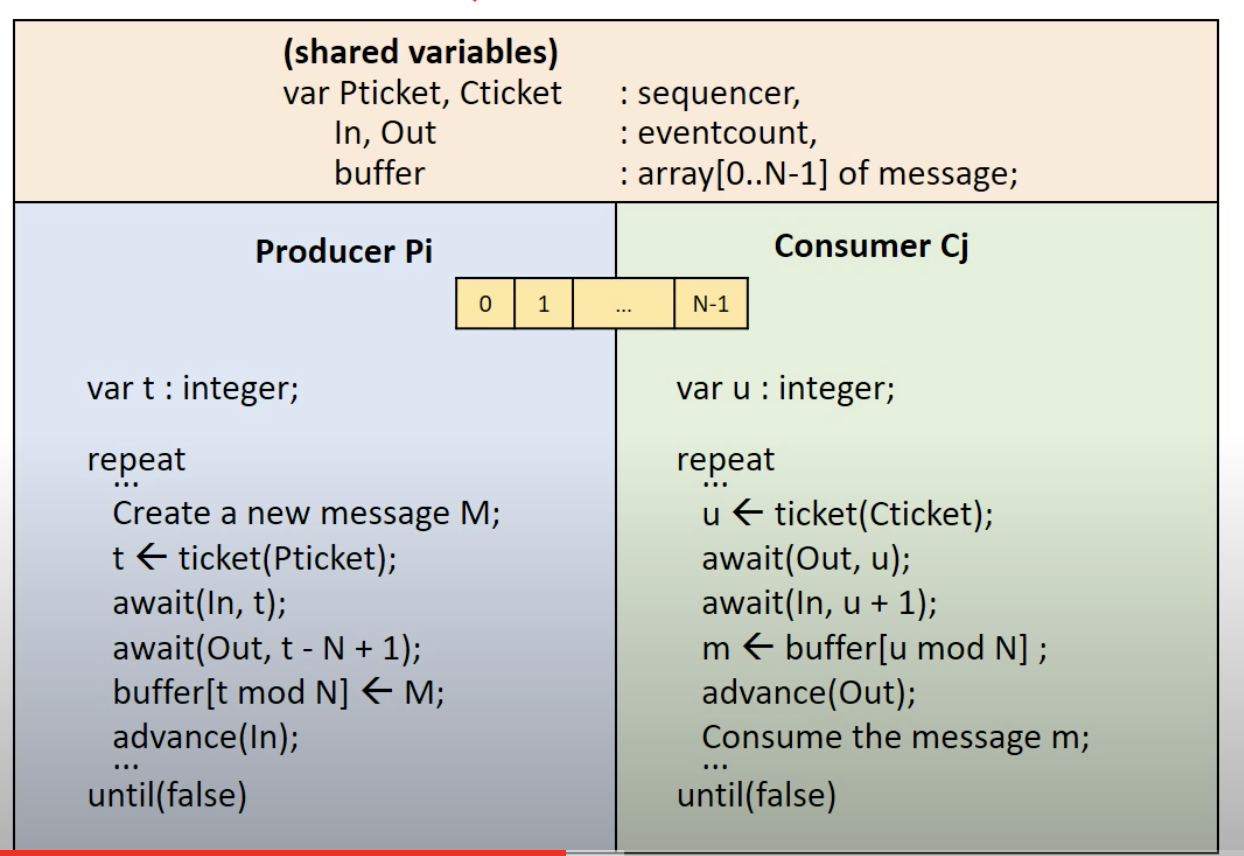 (shared variables)
var Pticket, Cticket : sequencer,
In, Out : eventcount,
buffer : array[0..N-1] of message;
Producer Pi
Consumer Cj
0 1 ... N-1
var t : integer;
repeat
...
Create a new message M;
t ← ticket(Pticket);
await(In, t);
await(Out, t - N + 1);
buffer[t mod N] ← M;
advance(In);
...
until(false)
var u : integer;
repeat
...
u ← ticket(Cticket);
await(Out, u);
await(In, u + 1);
m ← buffer[u mod N] ;
advance(Out);
Consume the message m;
...
until(false)